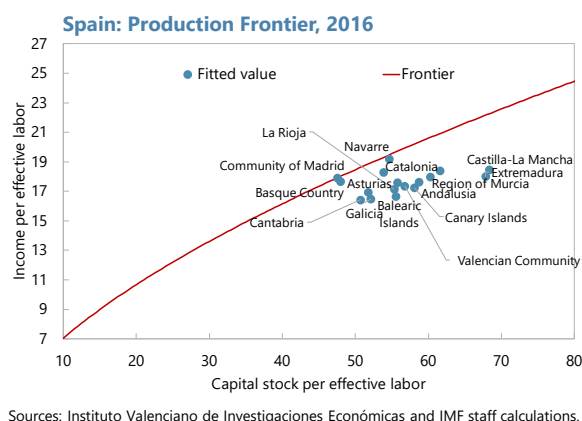 Spain: Production Frontier, 2016
Income per effective labor
27
25
23
21
19
17
15
13
11
9
7
Fitted value
Frontier
La Rioja
Navarre
Community of Madrid
Catalonia
Castilla-La Mancha
Extremadura
Basque Country
Asturias
Region of Murcia
Andalusia
Cantabria
Galicia
Balearic
Islands
Canary Islands
Valencian Community
10
20
30
40
50
60
70
80
Capital stock per effective labor
Sources: Instituto Valenciano de Investigaciones Económicas and IMF staff calculations.